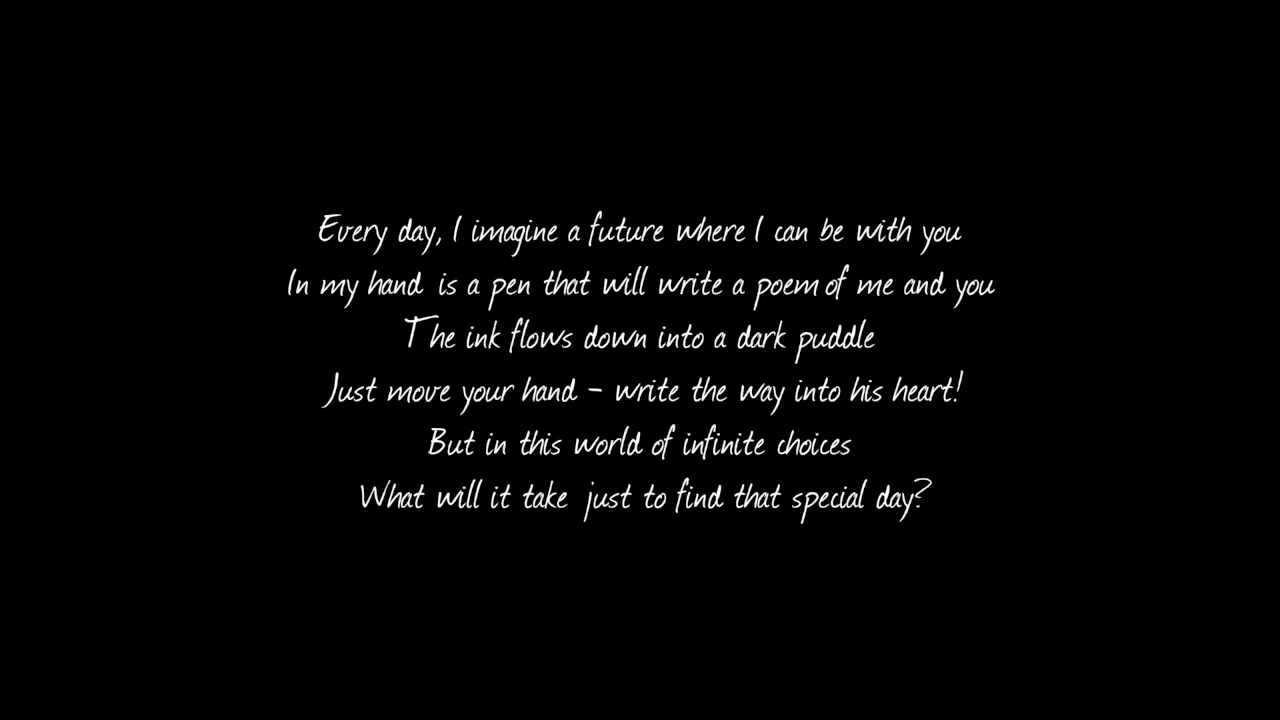 Every day, I imagine a future where I can be with you
In my hand is a pen that will write a poem of me and you
The ink flows down into a dark puddle
Just move your hand – write the way into his heart!
But in this world of infinite choices
What will it take just to find that special day?